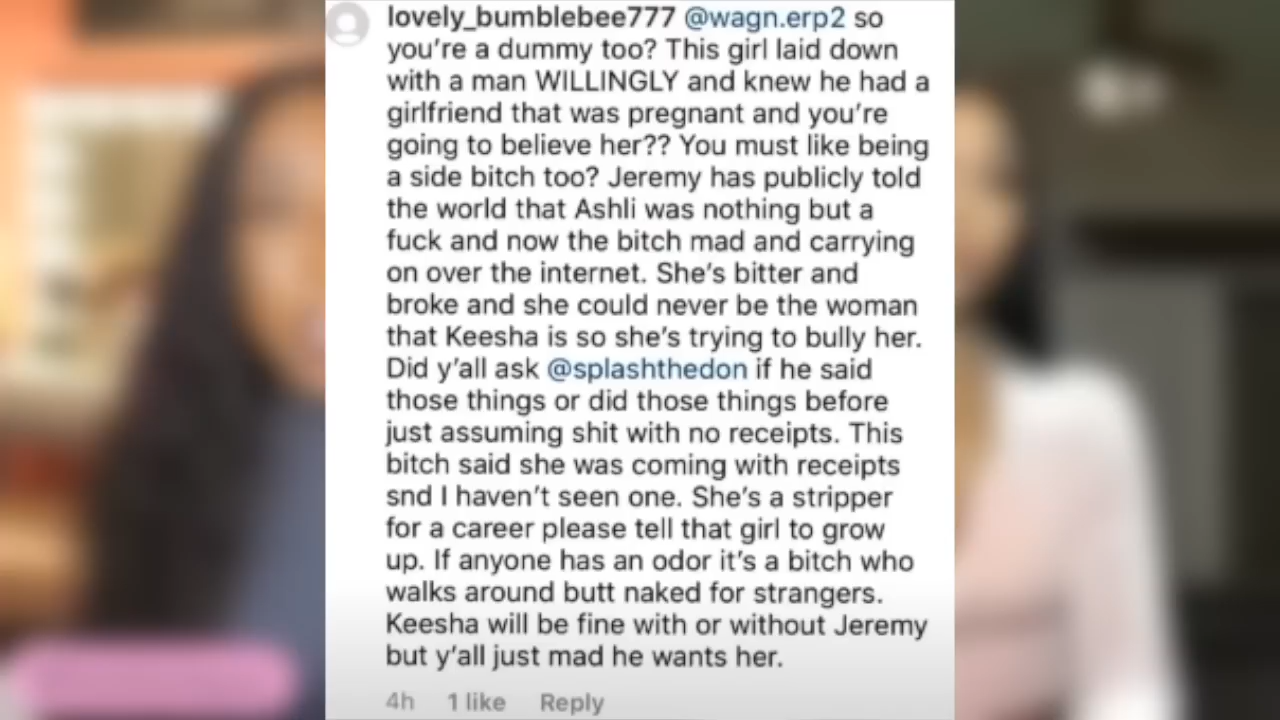 lovely_bumblebee777 @wagn.erp2 so
you're a dummy too? This girl laid down
with a man WILLINGLY and knew he had a
girlfriend that was pregnant and you're
going to believe her?? You must like being
a side bitch too? Jeremy has publicly told
the world that Ashli was nothing but a
fuck and now the bitch mad and carrying
on over the internet. She's bitter and
broke and she could never be the woman
that Keesha is so she's trying to bully her.
Did y'all ask @splashthedon if he said
those things or did those things before
just assuming shit with no receipts. This
bitch said she was coming with receipts
snd I haven't seen one. She's a stripper
for a career please tell that girl to grow
up. If anyone has an odor it's a bitch who
walks around butt naked for strangers.
Keesha will be fine with or without Jeremy
but y'all just mad he wants her.
4h 1 like Reply